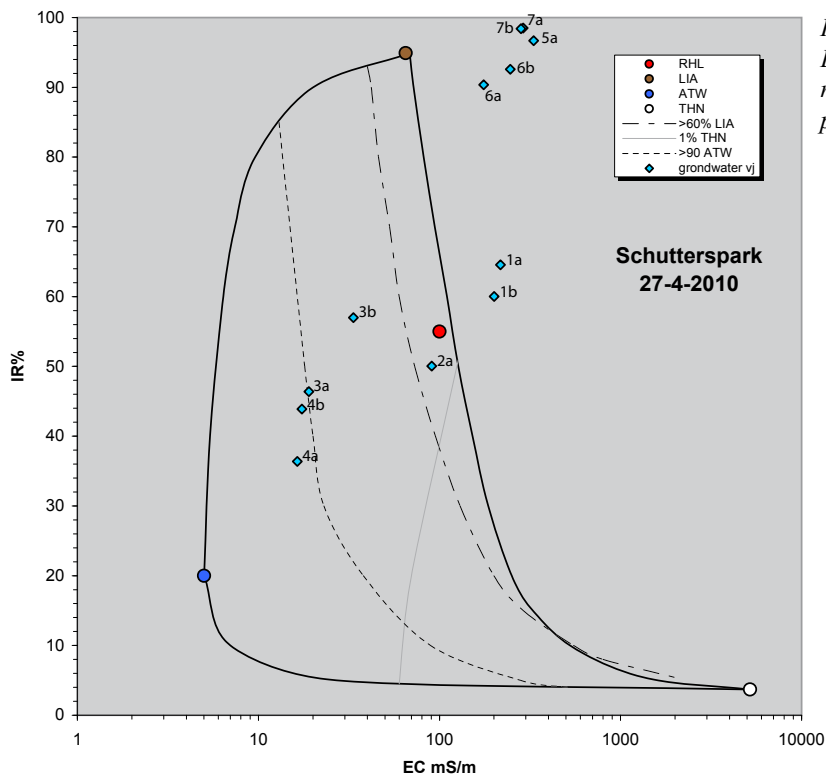 100%
90
80
70
60
50
40
30
20
10
0
IR%
1
10
100
1000
10000
EC mS/m
7b
7a
5a
6b
6a
1a
1b
3b
2a
3a
4b
4a
RHL
LIA
ATW
THN
>60% LIA
1% THN
>90 ATW
grondwater vj
Schutterspark
27-4-2010